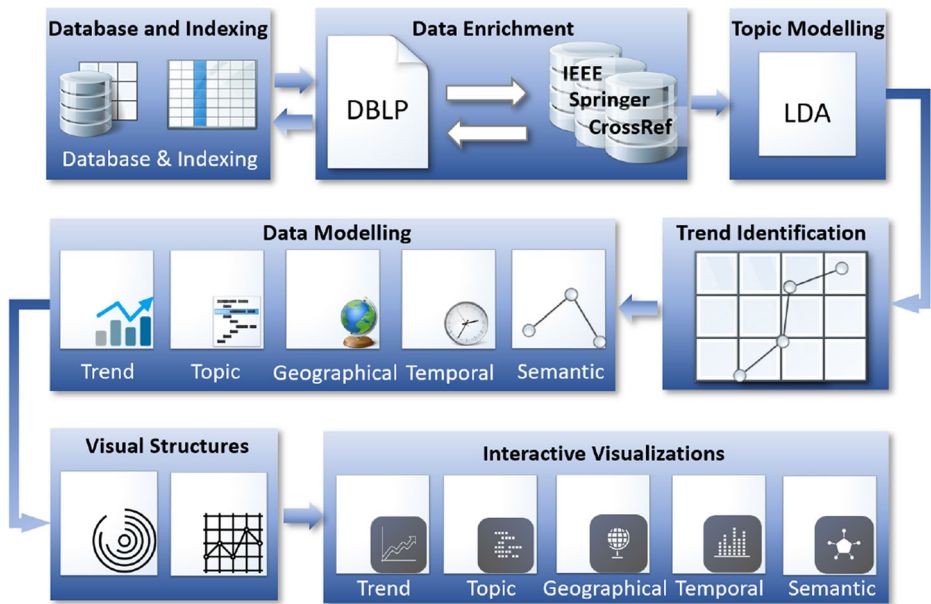 Database and Indexing
Database & Indexing
Data Enrichment
DBLP
IEEE
Springer
CrossRef
Topic Modelling
LDA
Data Modelling
Trend
Topic
Geographical
Temporal
Semantic
Trend Identification
Visual Structures
Interactive Visualizations
Trend
Topic
Geographical
Temporal
Semantic